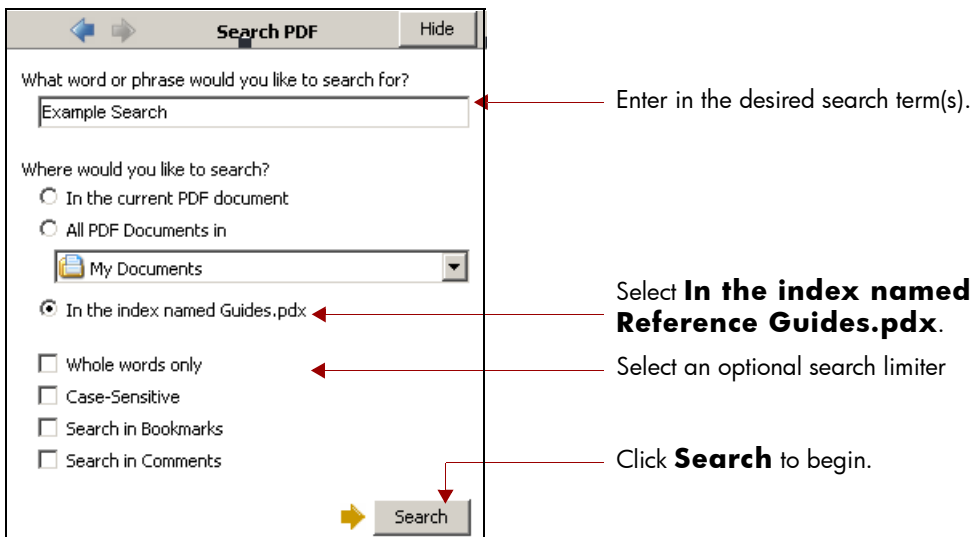 Search PDF
Hide
What word or phrase would you like to search for?
Example Search
Enter in the desired search term(s).
Where would you like to search?
In the current PDF document
All PDF Documents in
My Documents
In the index named Guides.pdx
Select In the index named
Reference Guides.pdx.
Whole words only
Select an optional search limiter
Case-Sensitive
Search in Bookmarks
Search in Comments
Click Search to begin.
Search